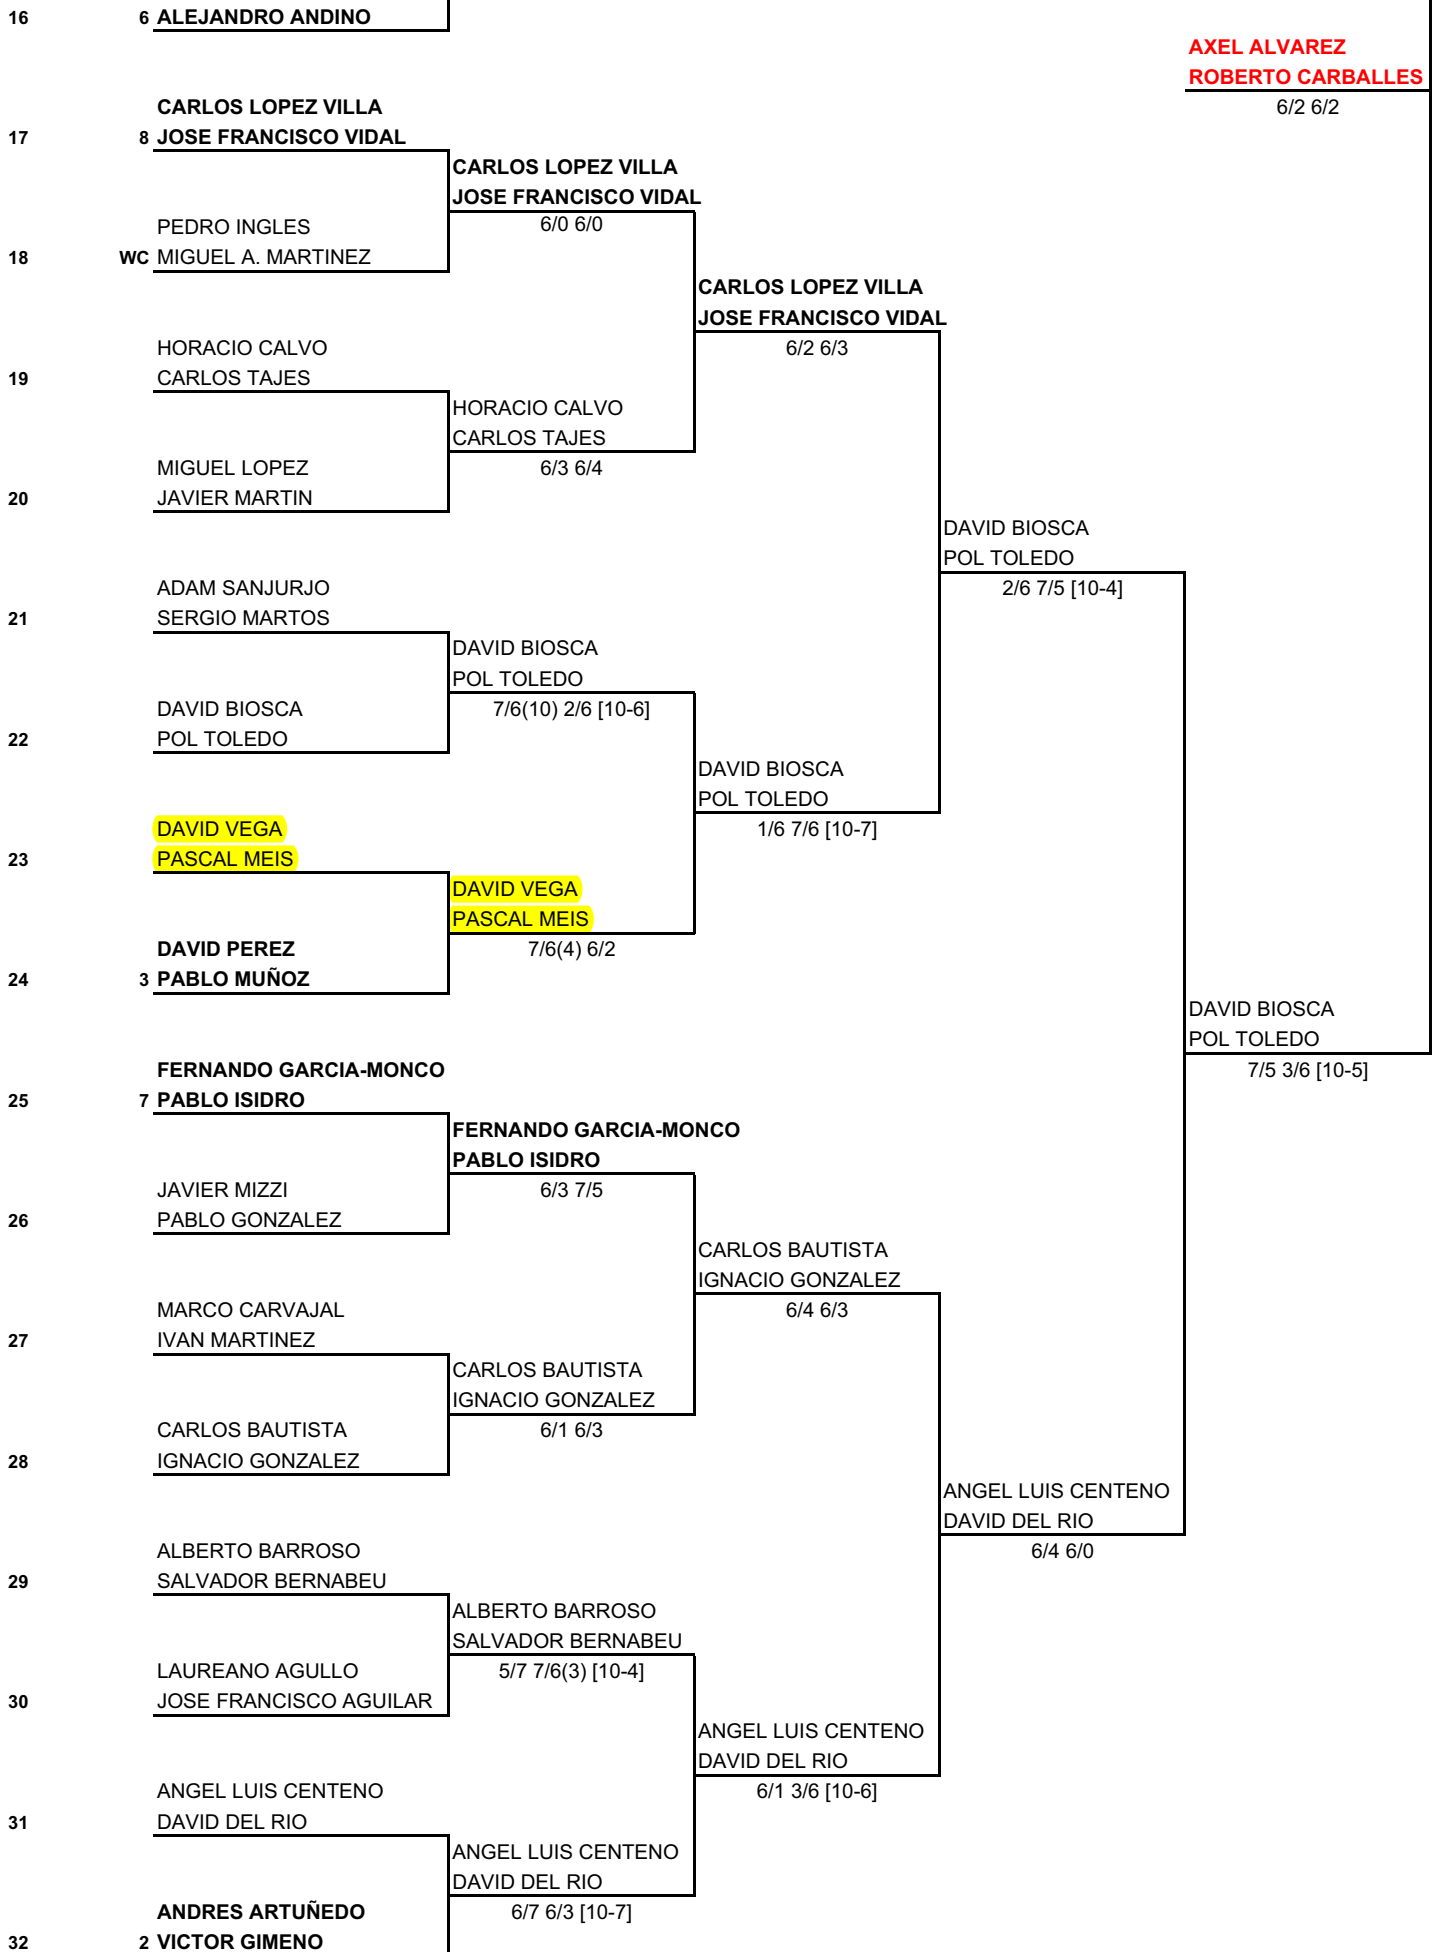 16 6 ALEJANDRO ANDINO
AXEL ALVAREZ
ROBERTO CARBALLES
6/2 6/2
CARLOS LOPEZ VILLA
17 8 JOSE FRANCISCO VIDAL
CARLOS LOPEZ VILLA
JOSE FRANCISCO VIDAL
6/0 6/0
PEDRO INGLES
18 WC MIGUEL A. MARTINEZ
CARLOS LOPEZ VILLA
JOSE FRANCISCO VIDAL
6/2 6/3
HORACIO CALVO
19 CARLOS TAJES
HORACIO CALVO
CARLOS TAJES
6/3 6/4
MIGUEL LOPEZ
20 JAVIER MARTIN
DAVID BIOSCA
POL TOLEDO
2/6 7/5 [10-4]
ADAM SANJURJO
21 SERGIO MARTOS
DAVID BIOSCA
POL TOLEDO
7/6(10) 2/6 [10-6]
DAVID BIOSCA
22 POL TOLEDO
DAVID BIOSCA
POL TOLEDO
1/6 7/6 [10-7]
DAVID VEGA
23 PASCAL MEIS
DAVID VEGA
PASCAL MEIS
7/6(4) 6/2
DAVID PEREZ
24 3 PABLO MUÑOZ
DAVID BIOSCA
POL TOLEDO
7/5 3/6 [10-5]
FERNANDO GARCIA-MONCO
25 7 PABLO ISIDRO
FERNANDO GARCIA-MONCO
PABLO ISIDRO
6/3 7/5
JAVIER MIZZI
26 PABLO GONZALEZ
CARLOS BAUTISTA
IGNACIO GONZALEZ
6/4 6/3
MARCO CARVAJAL
27 IVAN MARTINEZ
CARLOS BAUTISTA
IGNACIO GONZALEZ
6/1 6/3
CARLOS BAUTISTA
28 IGNACIO GONZALEZ
ANGEL LUIS CENTENO
DAVID DEL RIO
6/4 6/0
ALBERTO BARROSO
29 SALVADOR BERNABEU
ALBERTO BARROSO
SALVADOR BERNABEU
5/7 7/6(3) [10-4]
LAUREANO AGULLO
30 JOSE FRANCISCO AGUILAR
ANGEL LUIS CENTENO
DAVID DEL RIO
6/1 3/6 [10-6]
ANGEL LUIS CENTENO
31 DAVID DEL RIO
ANGEL LUIS CENTENO
DAVID DEL RIO
6/7 6/3 [10-7]
ANDRES ARTUÑEDO
32 2 VICTOR GIMENO